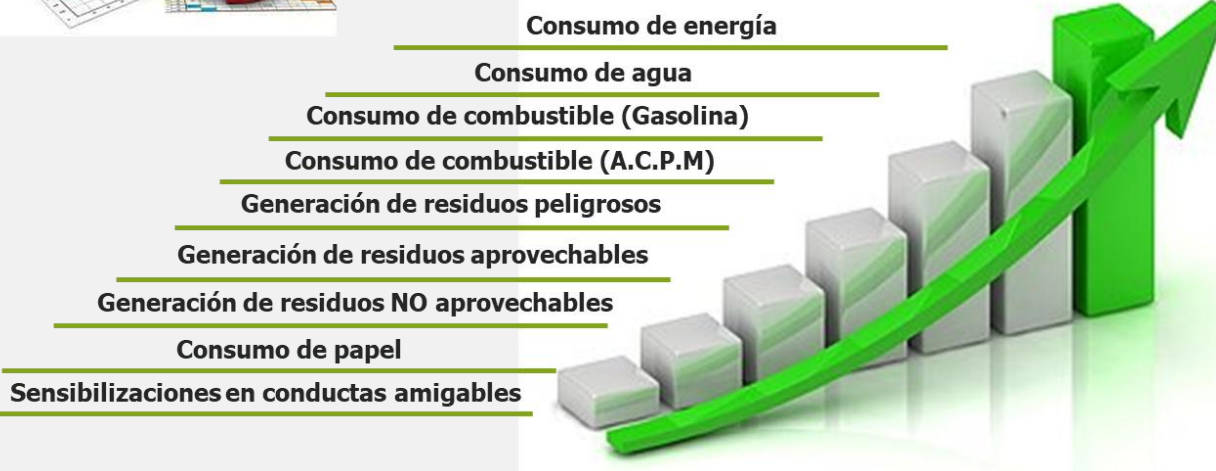 Consumo de energía
Consumo de agua
Consumo de combustible (Gasolina)
Consumo de combustible (A.C.P.M)
Generación de residuos peligrosos
Generación de residuos aprovechables
Generación de residuos NO aprovechables
Consumo de papel
Sensibilizaciones en conductas amigables